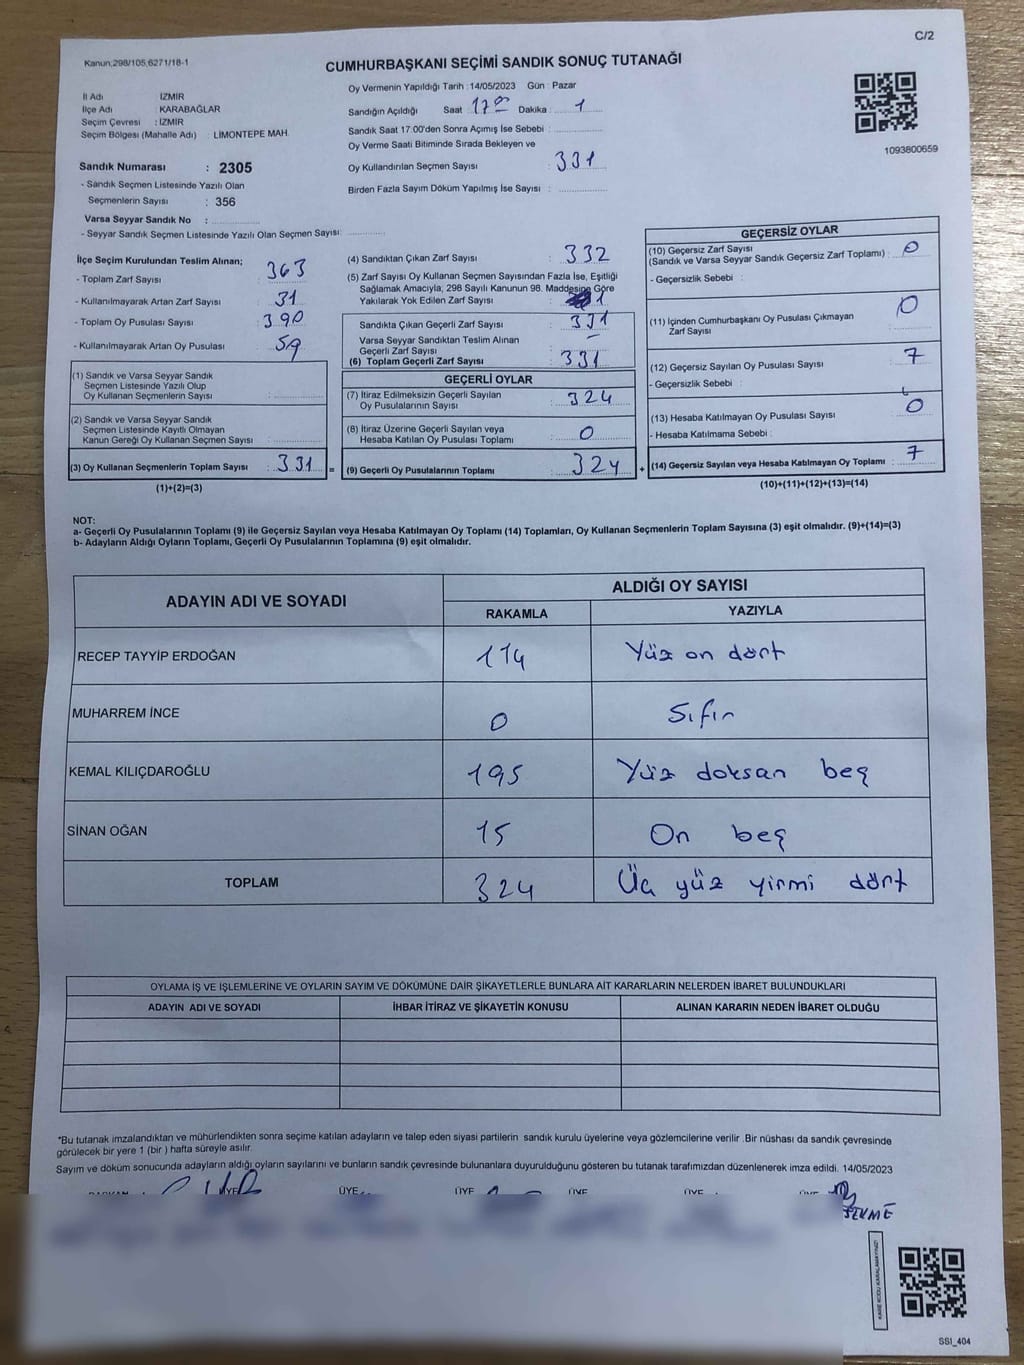 C/2
Kanun;298/105,6271/18-1
CUMHURBAŞKANI SEÇİMİ SANDIK SONUÇ TUTANAĞI
İl Adı İZMİR
İlçe Adı KARABAĞLAR
Seçim Çevresi : İZMİR
Seçim Bölgesi (Mahalle Adı) : LİMONTEPE MAH.
Oy Vermenin Yapıldığı Tarih :14/05/2023 Gün : Pazar
Sandığın Açıldığı Saat 17:00 Dakika : 1
Sandık Saat 17.00'den Sonra Açılmış İse Sebebi :
Oy Verme Saati Bitiminde Sırada Bekleyen ve
Oy Kullandırılan Seçmen Sayısı : 331
Birden Fazla Sayım Döküm Yapılmış İse Sayısı :
1093800659
Sandık Numarası : 2305
- Sandık Seçmen Listesinde Yazılı Olan
Seçmenlerin Sayısı : 356
Varsa Seyyar Sandık No :
- Seyyar Sandık Seçmen Listesinde Yazılı Olan Seçmen Sayısı:
İlçe Seçim Kurulundan Teslim Alınan;
- Toplam Zarf Sayısı : 363
- Kullanılmayarak Artan Zarf Sayısı : 31
- Toplam Oy Pusulası Sayısı : 390
- Kullanılmayarak Artan Oy Pusulası : 59
(1) Sandık ve Varsa Seyyar Sandık
Seçmen Listesinde Yazılı Olup
Oy Kullanan Seçmenlerin Sayısı :
(2) Sandık ve Varsa Seyyar Sandık
Seçmen Listesinde Kayıtlı Olmayan
Kanun Gereği Oy Kullanan Seçmen Sayısı :
(3) Oy Kullanan Seçmenlerin Toplam Sayısı : 331 =
(1)+(2)=(3)
(4) Sandıktan Çıkan Zarf Sayısı : 332
(5) Zarf Sayısı Oy Kullanan Seçmen Sayısından Fazla İse, Eşitliği
Sağlamak Amacıyla; 298 Sayılı Kanunun 98. Maddesine Göre
Yakılarak Yok Edilen Zarf Sayısı : 1
Sandıkta Çıkan Geçerli Zarf Sayısı : 331
Varsa Seyyar Sandıktan Teslim Alınan
Geçerli Zarf Sayısı : -
(6) Toplam Geçerli Zarf Sayısı : 331
GEÇERLİ OYLAR
(7) İtiraz Edilmeksizin Geçerli Sayılan
Oy Pusulalarının Sayısı : 324
(8) İtiraz Üzerine Geçerli Sayılan veya
Hesaba Katılan Oy Pusulası Toplamı : 0
(9) Geçerli Oy Pusulalarının Toplamı : 324 +
GEÇERSİZ OYLAR
(10) Geçersiz Zarf Sayısı
(Sandık ve Varsa Seyyar Sandık Geçersiz Zarf Toplamı) : 0
- Geçersizlik Sebebi :
(11) İçinden Cumhurbaşkanı Oy Pusulası Çıkmayan
Zarf Sayısı : 0
(12) Geçersiz Sayılan Oy Pusulası Sayısı : 7
- Geçersizlik Sebebi :
(13) Hesaba Katılmayan Oy Pusulası Sayısı : 0
- Hesaba Katılmama Sebebi :
(14) Geçersiz Sayılan veya Hesaba Katılmayan Oy Toplamı : 7
(10)+(11)+(12)+(13)=(14)
NOT:
a- Geçerli Oy Pusulalarının Toplamı (9) ile Geçersiz Sayılan veya Hesaba Katılmayan Oy Toplamı (14) Toplamları, Oy Kullanan Seçmenlerin Toplam Sayısına (3) eşit olmalıdır. (9)+(14)=(3)
b- Adayların Aldığı Oyların Toplamı, Geçerli Oy Pusulalarının Toplamına (9) eşit olmalıdır.
ADAYIN ADI VE SOYADI ALDIĞI OY SAYISI
RAKAMLA YAZIYLA
RECEP TAYYİP ERDOĞAN 114 Yüz on dört
MUHARREM İNCE 0 Sıfır
KEMAL KILIÇDAROĞLU 195 Yüz doksan beş
SİNAN OĞAN 15 On beş
TOPLAM 324 Üç yüz yirmi dört
OYLAMA İŞ VE İŞLEMLERİNE VE OYLARIN SAYIM VE DÖKÜMÜNE DAİR ŞİKAYETLERLE BUNLARA AİT KARARLARIN NELERDEN İBARET BULUNDUKLARI
ADAYIN ADI VE SOYADI İHBAR İTİRAZ VE ŞİKAYETİN KONUSU ALINAN KARARIN NEDEN İBARET OLDUĞU
*Bu tutanak imzalandıktan ve mühürlendikten sonra seçime katılan adayların ve talep eden siyasi partilerin sandık kurulu üyelerine veya gözlemcilerine verilir .Bir nüshası da sandık çevresinde
görülecek bir yere 1 (bir ) hafta süreyle asılır.
Sayım ve döküm sonucunda adayların aldığı oyların sayılarını ve bunların sandık çevresinde bulunanlara duyurulduğunu gösteren bu tutanak tarafımızdan düzenlenerek imza edildi. 14/05/2023
BAŞKAN ÜYE ÜYE ÜYE ÜYE ÜYE ÜYE
KARE KODU KARALAMAYINIZ!
SS1_404